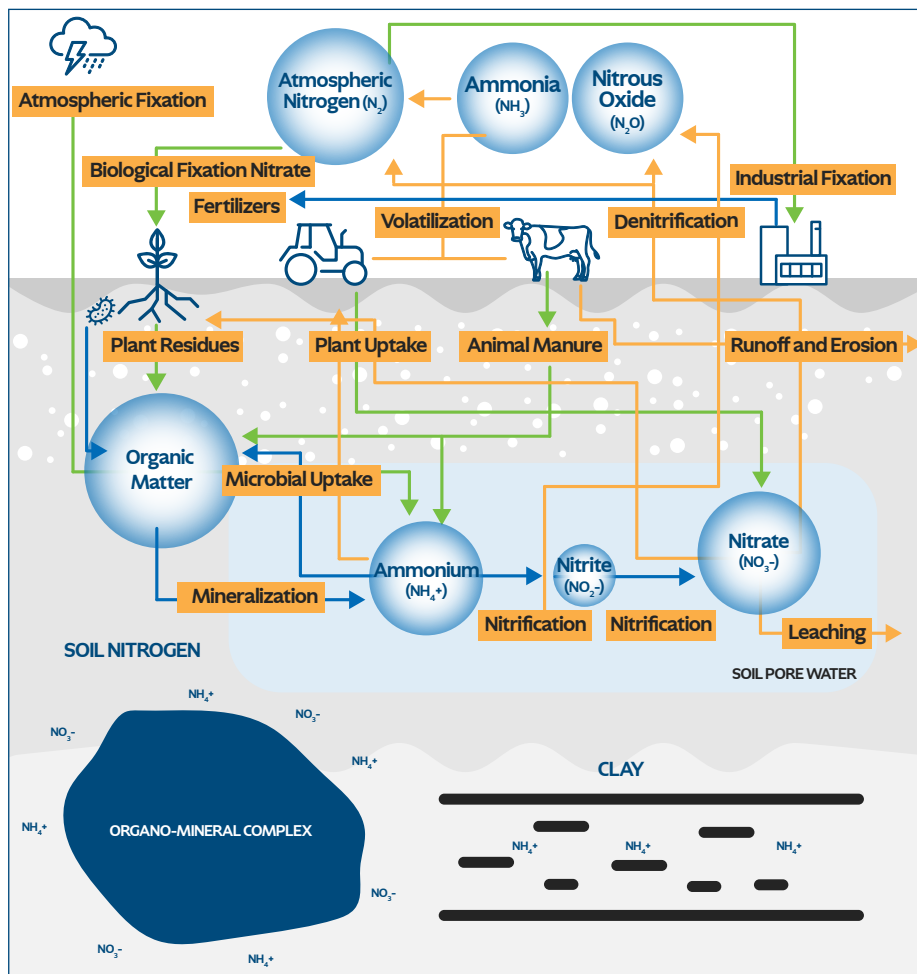 Atmospheric Fixation
Atmospheric
Nitrogen (N₂)
Ammonia
(NH₃)
Nitrous
Oxide
(N₂O)
Biological Fixation Nitrate
Industrial Fixation
Fertilizers
Volatilization
Denitrification
Plant Residues
Plant Uptake
Animal Manure
Runoff and Erosion
Organic
Matter
Microbial Uptake
Ammonium
(NH₄+)
Nitrite
(NO₂-)
Nitrate
(NO₃-)
Mineralization
Nitrification
Nitrification
Leaching
SOIL NITROGEN
SOIL PORE WATER
NH₄+
NO₃-
NO₃-
NH₄+
CLAY
NH₄+
ORGANO-MINERAL COMPLEX
NH₄+
NH₄+
NH₄+
NO₃-
NO₃-
NH₄+